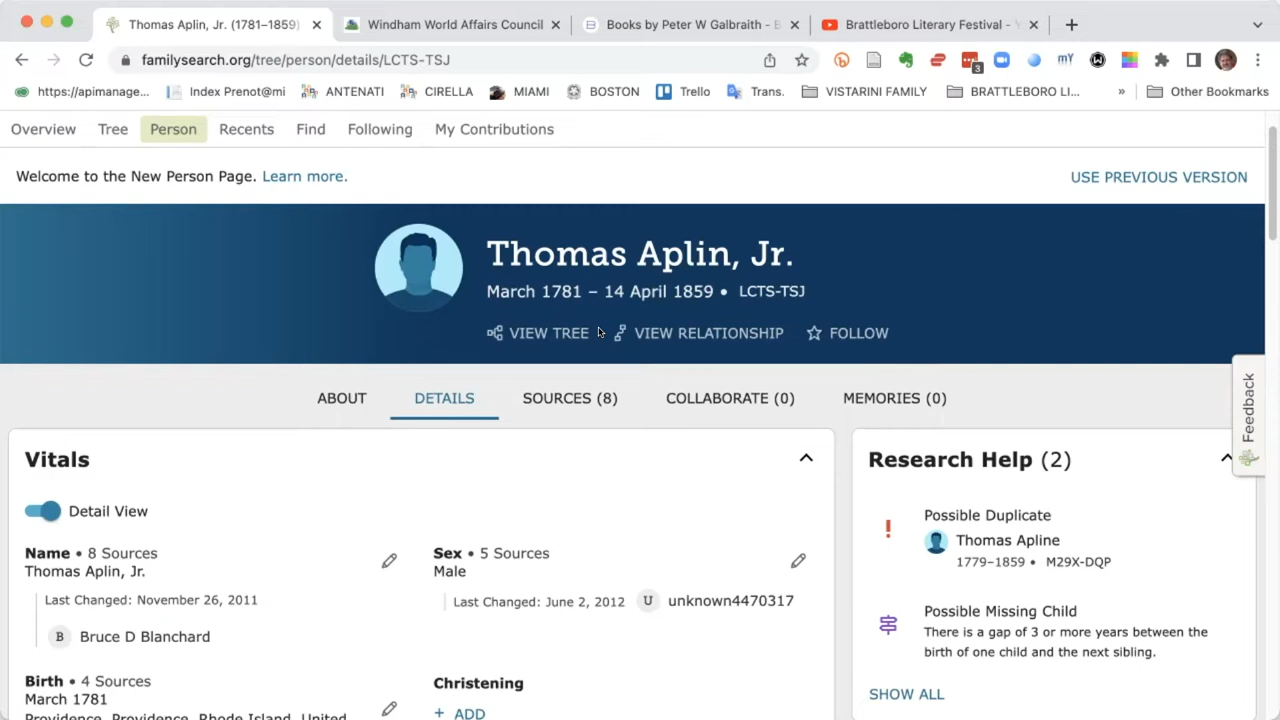 Thomas Aplin, Jr. (1781–1859) Windham World Affairs Council Books by Peter W Galbraith - Brattleboro Literary Festival -
familysearch.org/tree/person/details/LCTS-TSJ 3 mY
https://apimanage... Index Prenot@mi ANTENATI CIRELLA MIAMI BOSTON Trello Trans. VISTARINI FAMILY BRATTLEBORO LI... » Other Bookmarks
Overview Tree Person Recents Find Following My Contributions
Welcome to the New Person Page. Learn more. USE PREVIOUS VERSION
Thomas Aplin, Jr.
March 1781 – 14 April 1859 • LCTS-TSJ
VIEW TREE VIEW RELATIONSHIP FOLLOW
Feedback
ABOUT DETAILS SOURCES (8) COLLABORATE (0) MEMORIES (0)
Vitals
Detail View
Name • 8 Sources
Thomas Aplin, Jr.
Last Changed: November 26, 2011
B Bruce D Blanchard
Sex • 5 Sources
Male
Last Changed: June 2, 2012 U unknown4470317
Birth • 4 Sources
March 1781
Providence, Providence, Rhode Island, United
Christening
+ ADD
Research Help (2)
Possible Duplicate
Thomas Apline
1779–1859 • M29X-DQP
Possible Missing Child
There is a gap of 3 or more years between the
birth of one child and the next sibling.
SHOW ALL